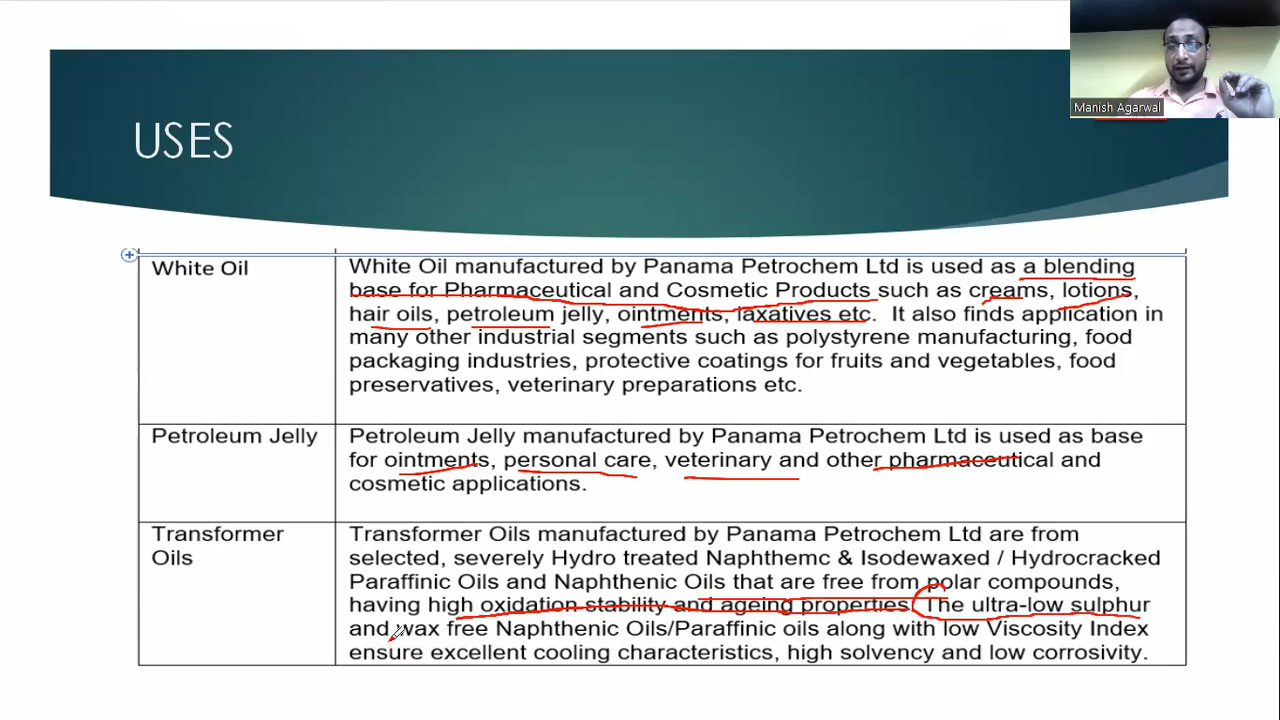 Manish Agarwal
USES
White Oil
White Oil manufactured by Panama Petrochem Ltd is used as a blending
base for Pharmaceutical and Cosmetic Products such as creams, lotions,
hair oils, petroleum jelly, ointments, laxatives etc. It also finds application in
many other industrial segments such as polystyrene manufacturing, food
packaging industries, protective coatings for fruits and vegetables, food
preservatives, veterinary preparations etc.
Petroleum Jelly
Petroleum Jelly manufactured by Panama Petrochem Ltd is used as base
for ointments, personal care, veterinary and other pharmaceutical and
cosmetic applications.
Transformer
Oils
Transformer Oils manufactured by Panama Petrochem Ltd are from
selected, severely Hydro treated Naphthemc & Isodewaxed / Hydrocracked
Paraffinic Oils and Naphthenic Oils that are free from polar compounds,
having high oxidation stability and ageing properties. The ultra-low sulphur
and wax free Naphthenic Oils/Paraffinic oils along with low Viscosity Index
ensure excellent cooling characteristics, high solvency and low corrosivity.